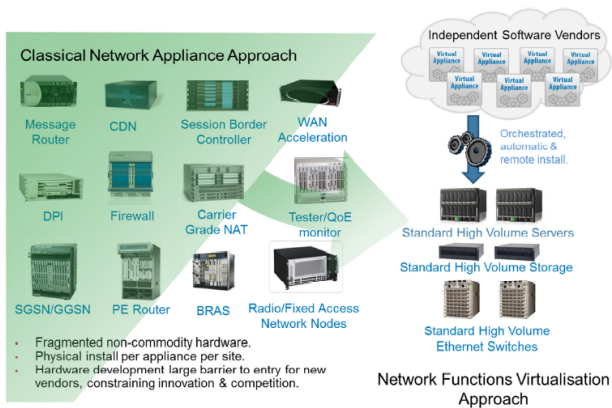 Classical Network Appliance Approach
Message
Router
CDN
Session Border
Controller
WAN
Acceleration
DPI
Firewall
Carrier
Grade NAT
Tester/QoE
monitor
SGSN/GGSN
PE Router
BRAS
Radio/Fixed Access
Network Nodes
• Fragmented non-commodity hardware.
• Physical install per appliance per site.
• Hardware development large barrier to entry for new
vendors, constraining innovation & competition.
Independent Software Vendors
Virtual
Appliance
Virtual
Appliance
Virtual
Appliance
Virtual
Appliance
Virtual
Appliance
Virtual
Appliance
Virtual
Appliance
Orchestrated,
automatic &
remote install.
Standard High Volume Servers
Standard High Volume Storage
Standard High Volume
Ethernet Switches
Network Functions Virtualisation
Approach